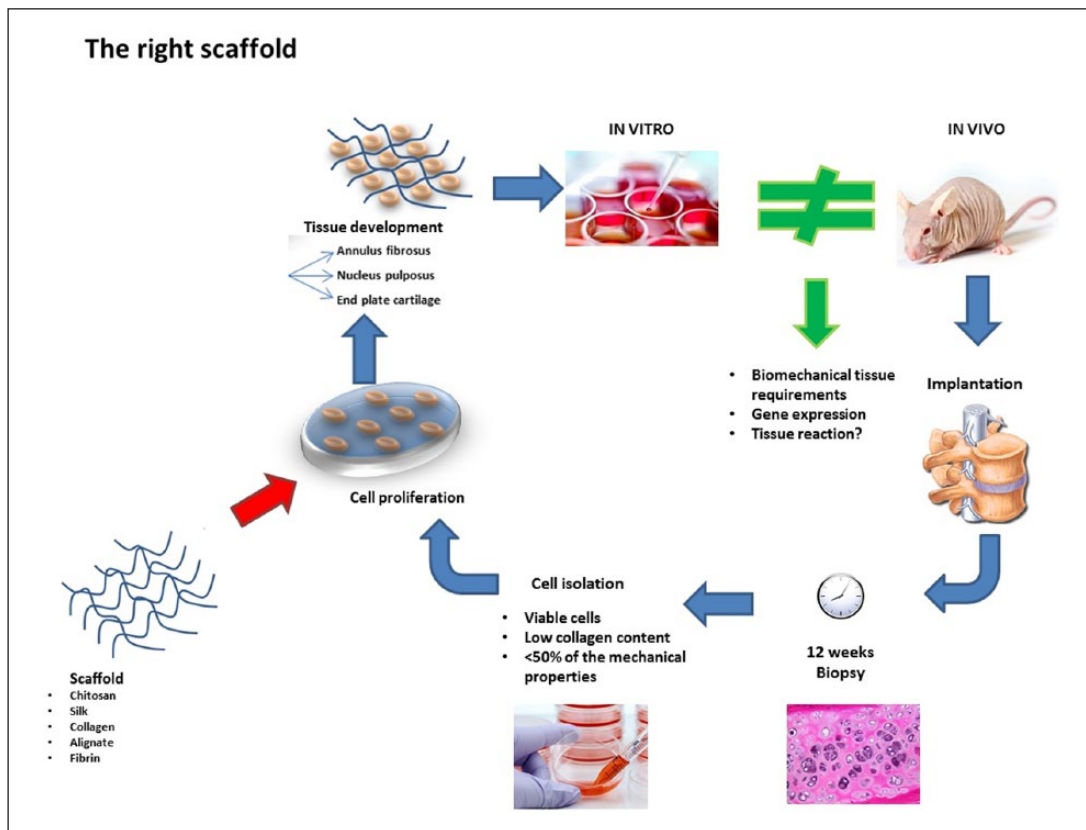 The right scaffold
IN VITRO
IN VIVO
Tissue development
Annulus fibrosus
Nucleus pulposus
End plate cartilage
• Biomechanical tissue
requirements
• Gene expression
• Tissue reaction?
Implantation
Cell proliferation
Cell isolation
• Viable cells
• Low collagen content
• <50% of the mechanical
properties
12 weeks
Biopsy
Scaffold
• Chitosan
• Silk
• Collagen
• Alignate
• Fibrin